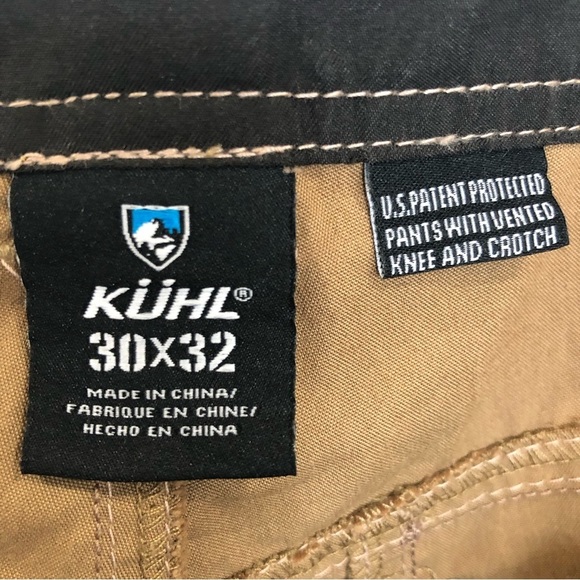 KÜHL®
30X32
MADE IN CHINA/
FABRIQUE EN CHINE/
HECHO EN CHINA
U.S. PATENT PROTECTED
PANTS WITH VENTED
KNEE AND CROTCH